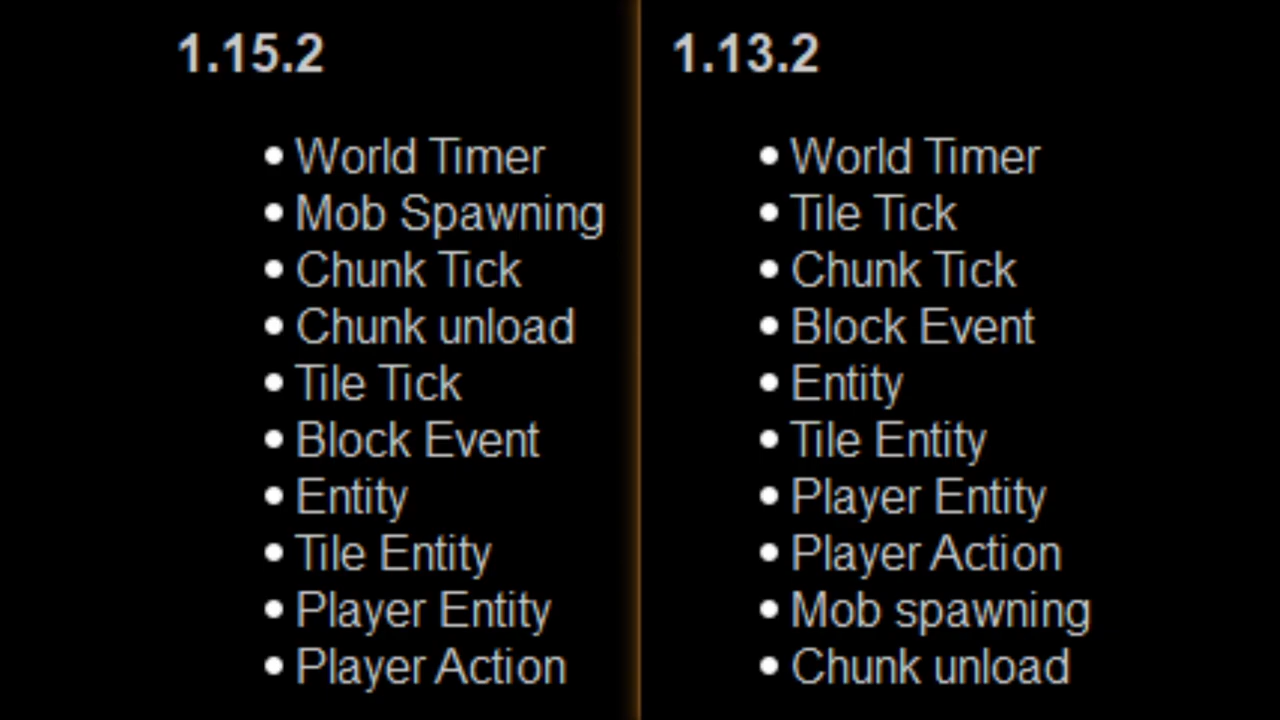 1.15.2
• World Timer
• Mob Spawning
• Chunk Tick
• Chunk unload
• Tile Tick
• Block Event
• Entity
• Tile Entity
• Player Entity
• Player Action
1.13.2
• World Timer
• Tile Tick
• Chunk Tick
• Block Event
• Entity
• Tile Entity
• Player Entity
• Player Action
• Mob spawning
• Chunk unload